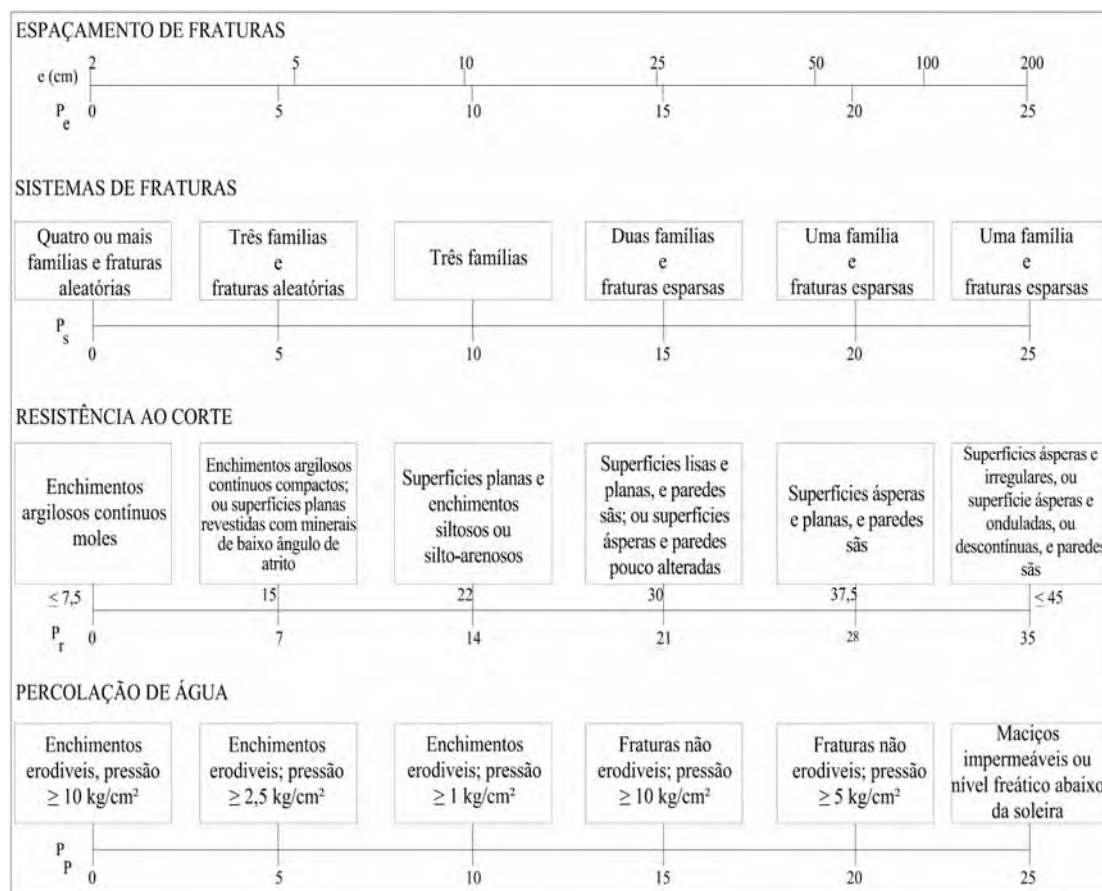 ESPAÇAMENTO DE FRATURAS
2 5 10 25 50 100 200
e (cm)
P e
0 5 10 15 20 25
SISTEMAS DE FRATURAS
Quatro ou mais
famílias e fraturas
aleatórias
Três famílias
e
fraturas aleatórias
Três famílias
Duas famílias
e
fraturas esparsas
Uma família
e
fraturas esparsas
Uma família
e
fraturas esparsas
P s
0 5 10 15 20 25
RESISTÊNCIA AO CORTE
Enchimentos
argilosos contínuos
moles
Enchimentos argilosos
contínuos compactos;
ou superfícies planas
revestidas com minerais
de baixo ângulo de
atrito
Superfícies planas e
enchimentos
siltosos ou
silto-arenosos
Superfícies lisas e
planas, e paredes
sãs; ou superfícies
ásperas e paredes
pouco alteradas
Superfícies ásperas
e planas, e paredes
sãs
Superfícies ásperas e
irregulares, ou
superfície ásperas e
onduladas, ou
descontínuas, e paredes
sãs
≤ 7,5 15 22 30 37,5 ≤ 45
P r
0 7 14 21 28 35
PERCOLAÇÃO DE ÁGUA
Enchimentos
erodiveis, pressão
≥ 10 kg/cm²
Enchimentos
erodiveis; pressão
≥ 2,5 kg/cm²
Enchimentos
erodiveis; pressão
≥ 1 kg/cm²
Fraturas não
erodiveis; pressão
≥ 10 kg/cm²
Fraturas não
erodiveis; pressão
≥ 5 kg/cm²
Maciços
impermeáveis ou
nível freático abaixo
da soleira
P P
0 5 10 15 20 25